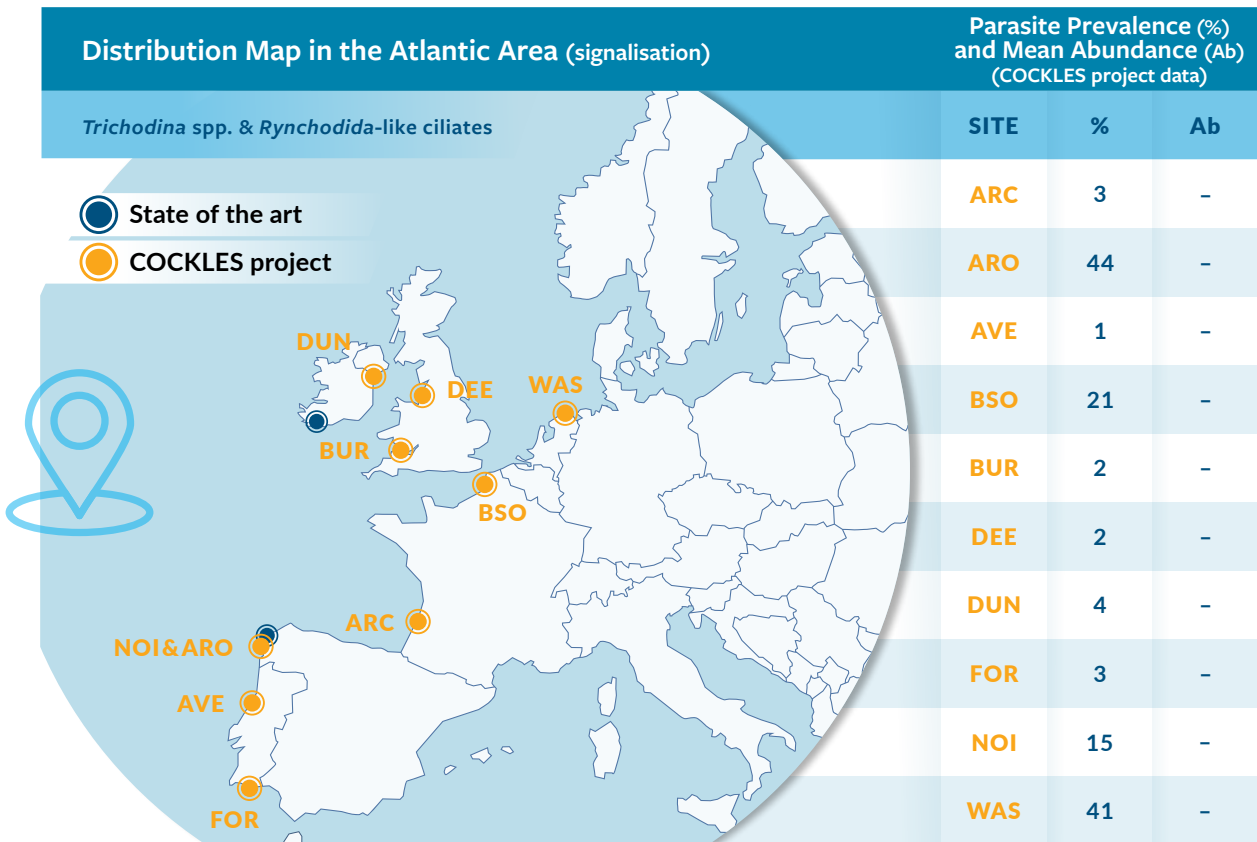 Distribution Map in the Atlantic Area (signalisation)
Parasite Prevalence (%)
and Mean Abundance (Ab)
(COCKLES project data)
Trichodina spp. & Rynchodida-like ciliates
SITE % Ab
State of the art
COCKLES project
DUN
DEE
WAS
BUR
BSO
ARC
NOI&ARO
AVE
FOR
ARC 3 –
ARO 44 –
AVE 1 –
BSO 21 –
BUR 2 –
DEE 2 –
DUN 4 –
FOR 3 –
NOI 15 –
WAS 41 –